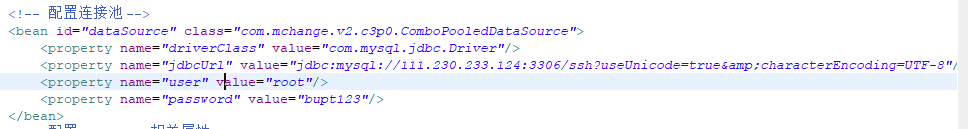 <!-- 配置连接池 -->
<bean id="dataSource" class="com.mchange.v2.c3p0.ComboPooledDataSource">
<property name="driverClass" value="com.mysql.jdbc.Driver"/>
<property name="jdbcUrl" value="jdbc:mysql://111.230.233.124:3306/ssh?useUnicode=true&amp;characterEncoding=UTF-8"/
<property name="user" value="root"/>
<property name="password" value="bupt123"/>
</bean>